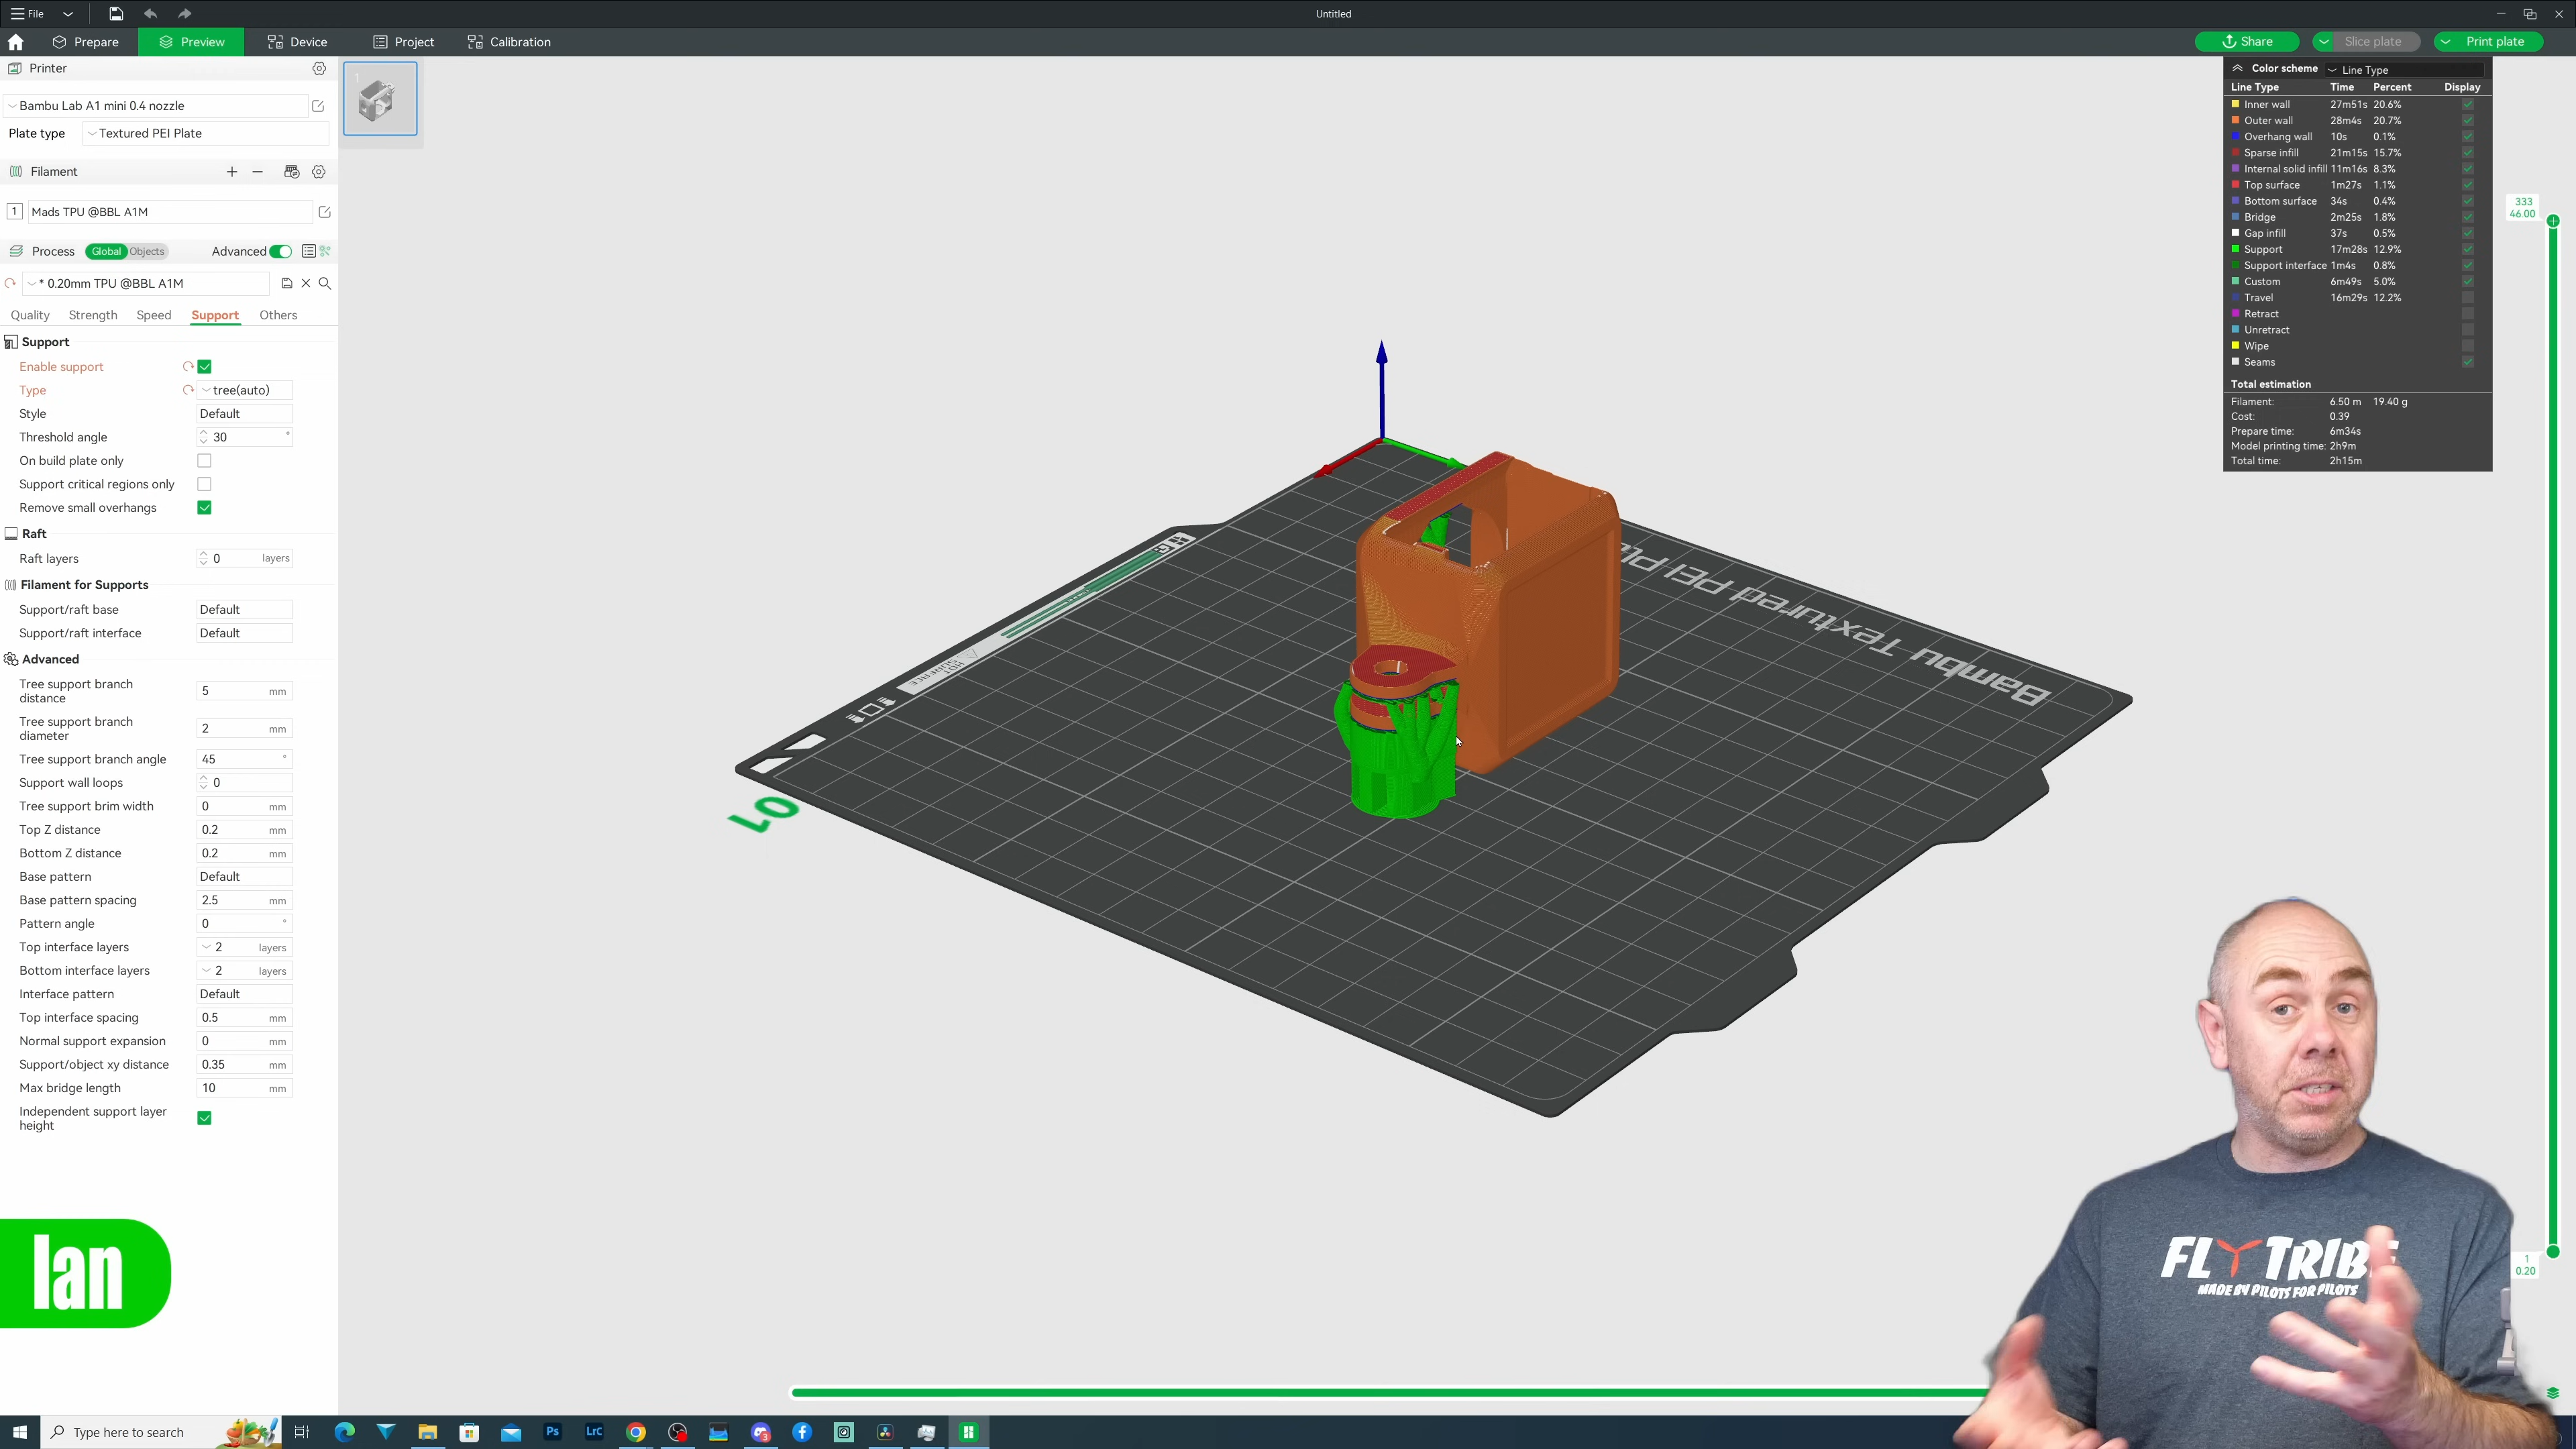 File
Untitled
Prepare
Preview
Device
Project
Calibration
Share
Slice plate
Print plate
Printer
Bambu Lab A1 mini 0.4 nozzle
Plate type Textured PEI Plate
Filament
1 Mads TPU @BBL A1M
Process Global Objects Advanced
* 0.20mm TPU @BBL A1M
Quality Strength Speed Support Others
Support
Enable support
Type tree(auto)
Style Default
Threshold angle 30 °
On build plate only
Support critical regions only
Remove small overhangs
Raft
Raft layers 0 layers
Filament for Supports
Support/raft base Default
Support/raft interface Default
Advanced
Tree support branch
distance 5 mm
Tree support branch
diameter 2 mm
Tree support branch angle 45 °
Support wall loops 0
Tree support brim width 0 mm
Top Z distance 0.2 mm
Bottom Z distance 0.2 mm
Base pattern Default
Base pattern spacing 2.5 mm
Pattern angle 0 °
Top interface layers 2 layers
Bottom interface layers 2 layers
Interface pattern Default
Top interface spacing 0.5 mm
Normal support expansion 0 mm
Support/object xy distance 0.35 mm
Max bridge length 10 mm
Independent support layer
height
Ian
1
Bambu Textured PEI Pl
HOT SURFACE
01
Color scheme Line Type
Line Type Time Percent Display
Inner wall 27m51s 20.6%
Outer wall 28m4s 20.7%
Overhang wall 10s 0.1%
Sparse infill 21m15s 15.7%
Internal solid infill 11m16s 8.3%
Top surface 1m27s 1.1%
Bottom surface 34s 0.4%
Bridge 2m25s 1.8%
Gap infill 37s 0.5%
Support 17m28s 12.9%
Support interface 1m4s 0.8%
Custom 6m49s 5.0%
Travel 16m29s 12.2%
Retract
Unretract
Wipe
Seams
Total estimation
Filament: 6.50 m 19.40 g
Cost: 0.39
Prepare time: 6m34s
Model printing time: 2h9m
Total time: 2h15m
333
46.00
1
0.20
FLYTRIBE
MADE BY PILOTS FOR PILOTS
Type here to search
Ps
LrC
3